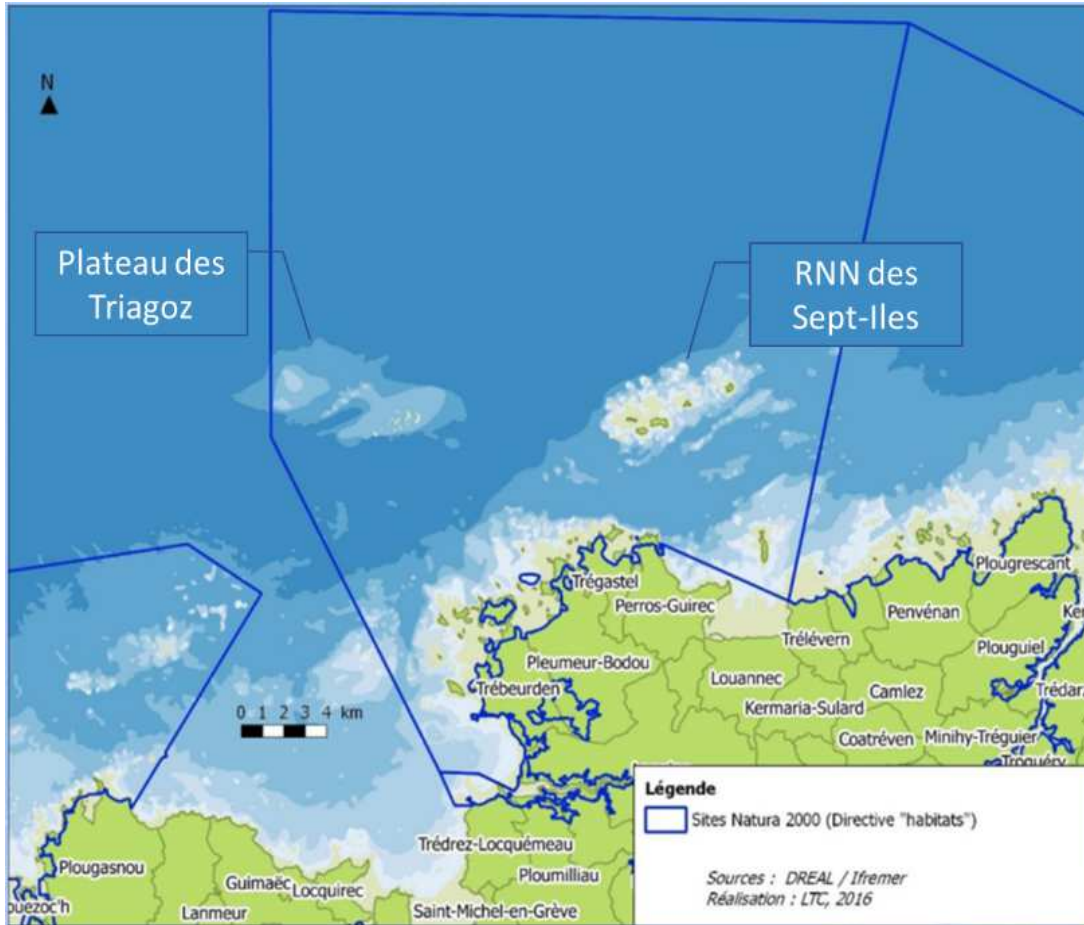 N
Plateau des
Triagoz
RNN des
Sept-Iles
Plougrescant
Trégastel
Perros-Guirec
Penvénan
Trélévern
Plouguiel
Pleumeur-Bodou
Louannec
Trébeurden
Camlez
Kermaria-Sulard
0 1 2 3 4 km
Coatréven
Minihy-Tréguier
Troguéry
Légende
Sites Natura 2000 (Directive "habitats")
Sources : DREAL / Ifremer
Réalisation : LTC, 2016
Trédrez-Locquémeau
Plougasnou
Ploumilliau
Guimaëc
Locquirec
Lanmeur
Saint-Michel-en-Grève